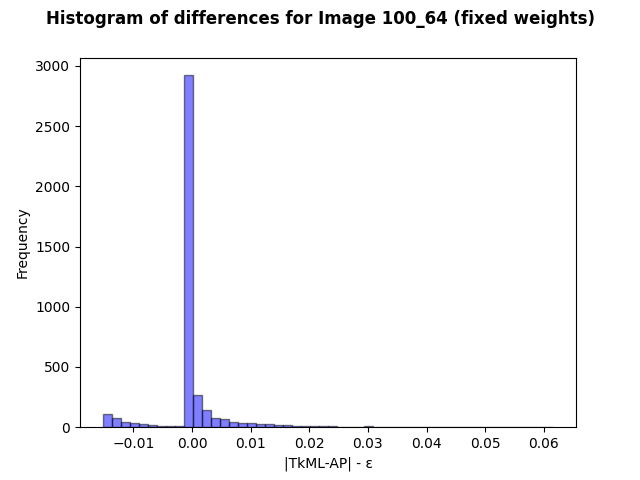 Histogram of differences for Image 100_64 (fixed weights)
3000
2500
2000
1500
1000
500
0
Frequency
−0.01 0.00 0.01 0.02 0.03 0.04 0.05 0.06
|TkML-AP| - ε